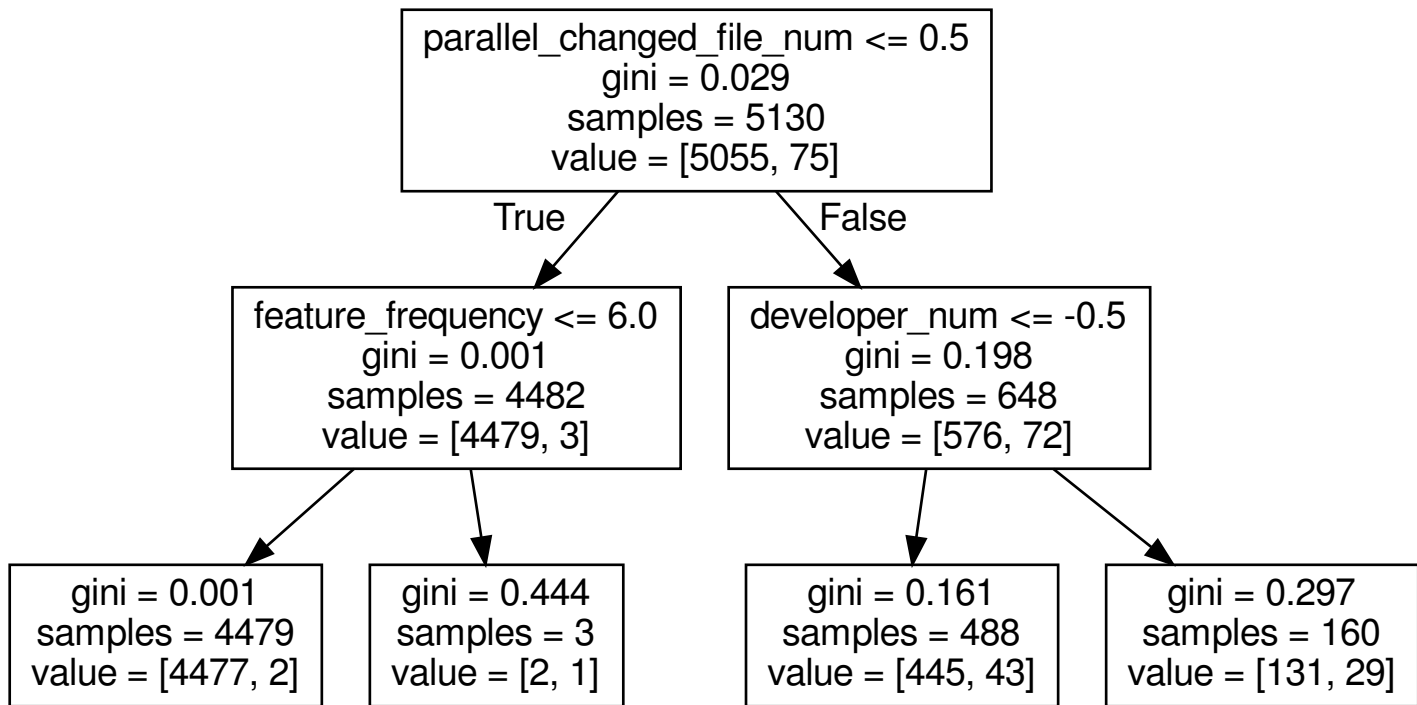 parallel_changed_file_num <= 0.5
gini = 0.029
samples = 5130
value = [5055, 75]
True
False
feature_frequency <= 6.0
gini = 0.001
samples = 4482
value = [4479, 3]
developer_num <= -0.5
gini = 0.198
samples = 648
value = [576, 72]
gini = 0.001
samples = 4479
value = [4477, 2]
gini = 0.444
samples = 3
value = [2, 1]
gini = 0.161
samples = 488
value = [445, 43]
gini = 0.297
samples = 160
value = [131, 29]